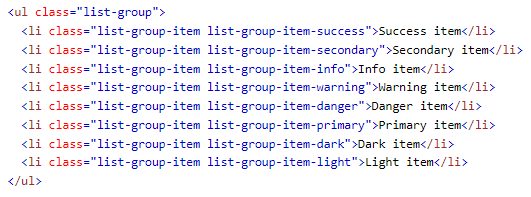 <ul class="list-group">
  <li class="list-group-item list-group-item-success">Success item</li>
  <li class="list-group-item list-group-item-secondary">Secondary item</li>
  <li class="list-group-item list-group-item-info">Info item</li>
  <li class="list-group-item list-group-item-warning">Warning item</li>
  <li class="list-group-item list-group-item-danger">Danger item</li>
  <li class="list-group-item list-group-item-primary">Primary item</li>
  <li class="list-group-item list-group-item-dark">Dark item</li>
  <li class="list-group-item list-group-item-light">Light item</li>
</ul>